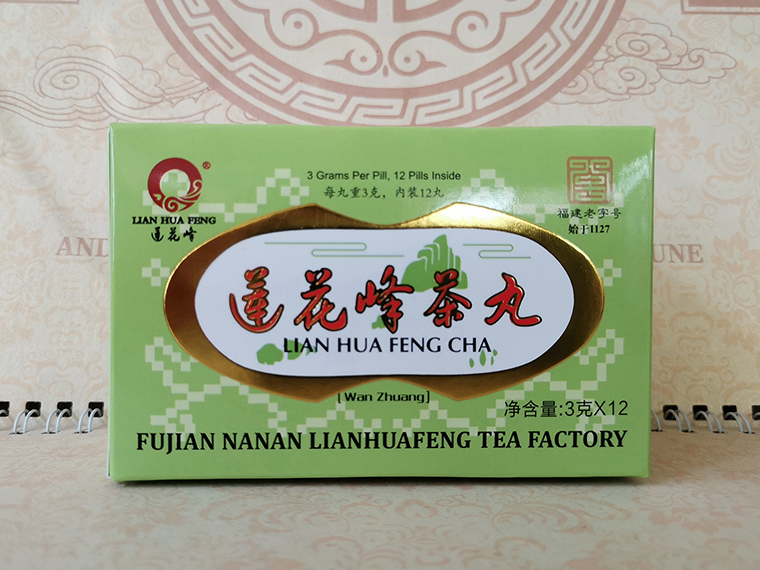 3 Grams Per Pill, 12 Pills Inside
每丸重3克，内装12丸
®
LIAN HUA FENG
莲花峰
福建老字号
始于1127
AND
UNE
莲花峰茶丸
LIAN HUA FENG CHA
[Wan Zhuang]
净含量:3克X12
FUJIAN NANAN LIANHUAFENG TEA FACTORY